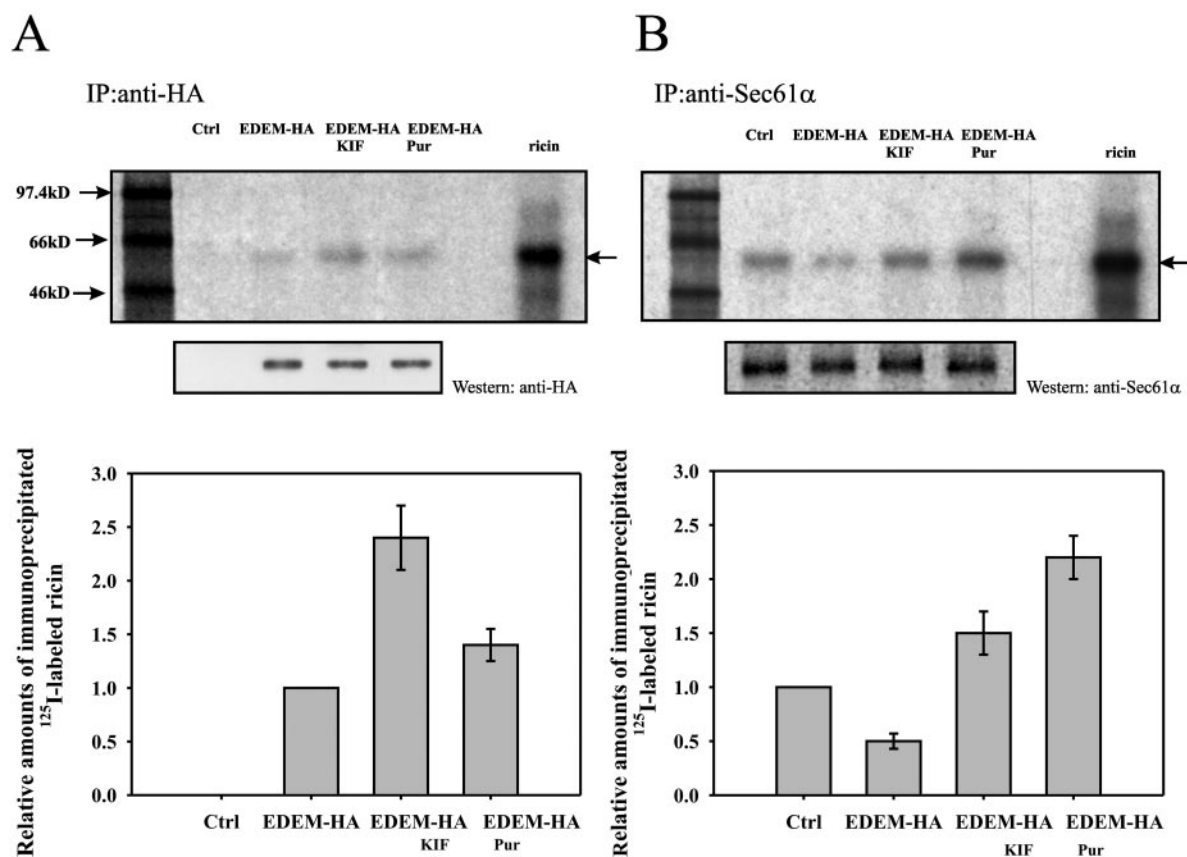 A
IP:anti-HA
Ctrl EDEM-HA EDEM-HA EDEM-HA
KIF Pur ricin
97.4kD
66kD
46kD
Western: anti-HA
Relative amounts of immunoprecipitated
¹²⁵I-labeled ricin
3.0
2.5
2.0
1.5
1.0
0.5
0.0
Ctrl EDEM-HA EDEM-HA EDEM-HA
KIF Pur
B
IP:anti-Sec61α
Ctrl EDEM-HA EDEM-HA EDEM-HA
KIF Pur ricin
Western: anti-Sec61α
Relative amounts of immunoprecipitated
¹²⁵I-labeled ricin
3.0
2.5
2.0
1.5
1.0
0.5
0.0
Ctrl EDEM-HA EDEM-HA EDEM-HA
KIF Pur